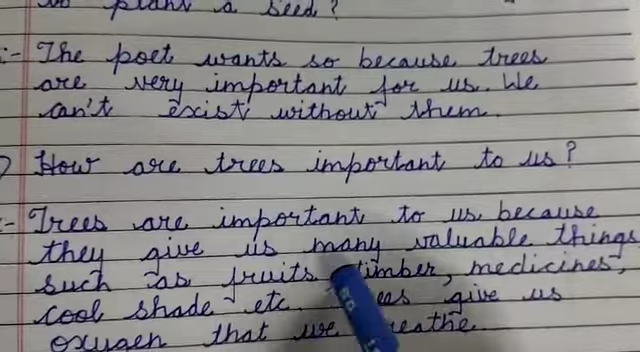 to plant a seed?
:- The poet wants so because trees
are very important for us. We
can't exist without them.
How are trees important to us?
:- Trees are important to us because
they give us many valuable things
such as fruits timber, medicines,
cool shade etc. give us
oxygen that we breathe.